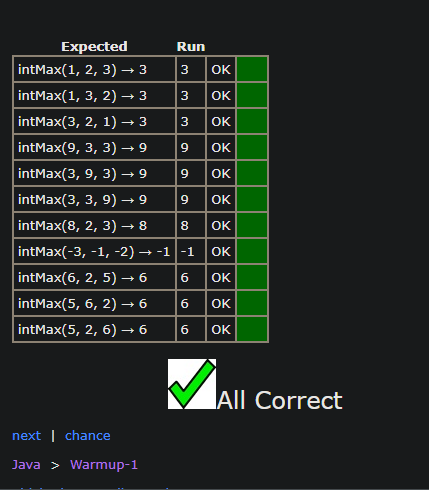 Expected Run
intMax(1, 2, 3) → 3 3 OK
intMax(1, 3, 2) → 3 3 OK
intMax(3, 2, 1) → 3 3 OK
intMax(9, 3, 3) → 9 9 OK
intMax(3, 9, 3) → 9 9 OK
intMax(3, 3, 9) → 9 9 OK
intMax(8, 2, 3) → 8 8 OK
intMax(-3, -1, -2) → -1 -1 OK
intMax(6, 2, 5) → 6 6 OK
intMax(5, 6, 2) → 6 6 OK
intMax(5, 2, 6) → 6 6 OK
All Correct
next | chance
Java > Warmup-1